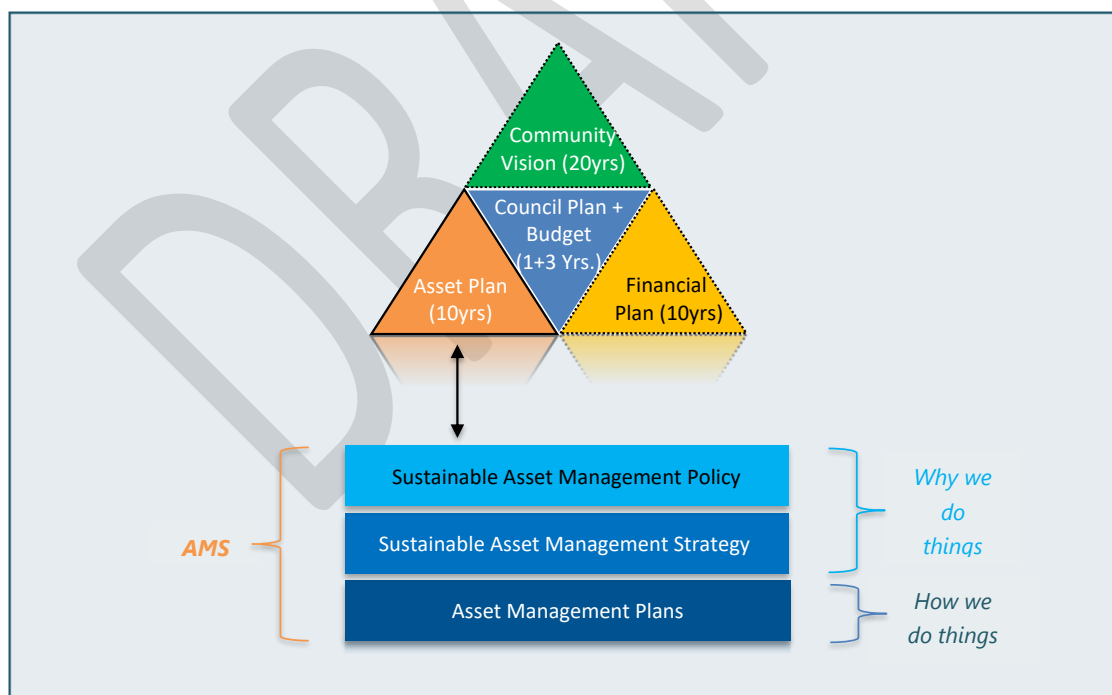 DRA
Community
Vision (20yrs)
Council Plan +
Budget
(1+3 Yrs.)
Asset Plan
(10yrs)
Financial
Plan (10yrs)
Sustainable Asset Management Policy
Sustainable Asset Management Strategy
Asset Management Plans
AMS
Why we
do
things
How we
do things